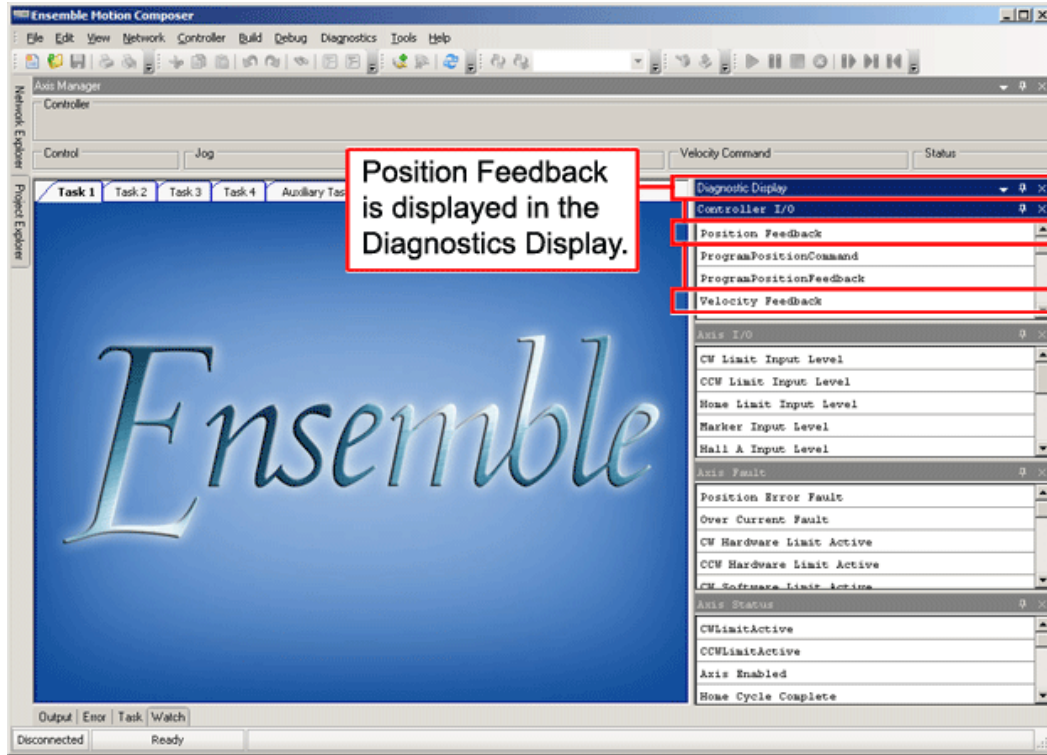 Ensemble Motion Composer
File Edit View Network Controller Build Debug Diagnostics Tools Help
Axis Manager
Controller
Control Jog Velocity Command Status
Network Explorer
Project Explorer
Task 1 Task 2 Task 3 Task 4 Auxiliary Tas
Position Feedback
is displayed in the
Diagnostics Display.
Ensemble
Diagnostic Display
Controller I/O
Position Feedback
ProgramPositionCommand
ProgramPositionFeedback
Velocity Feedback
Axis I/O
CW Limit Input Level
CCW Limit Input Level
Home Limit Input Level
Marker Input Level
Hall A Input Level
Axis Fault
Position Error Fault
Over Current Fault
CW Hardware Limit Active
CCW Hardware Limit Active
CW Software Limit Active
Axis Status
CWLimitActive
CCWLimitActive
Axis Enabled
Home Cycle Complete
Output Error Task Watch
Disconnected Ready